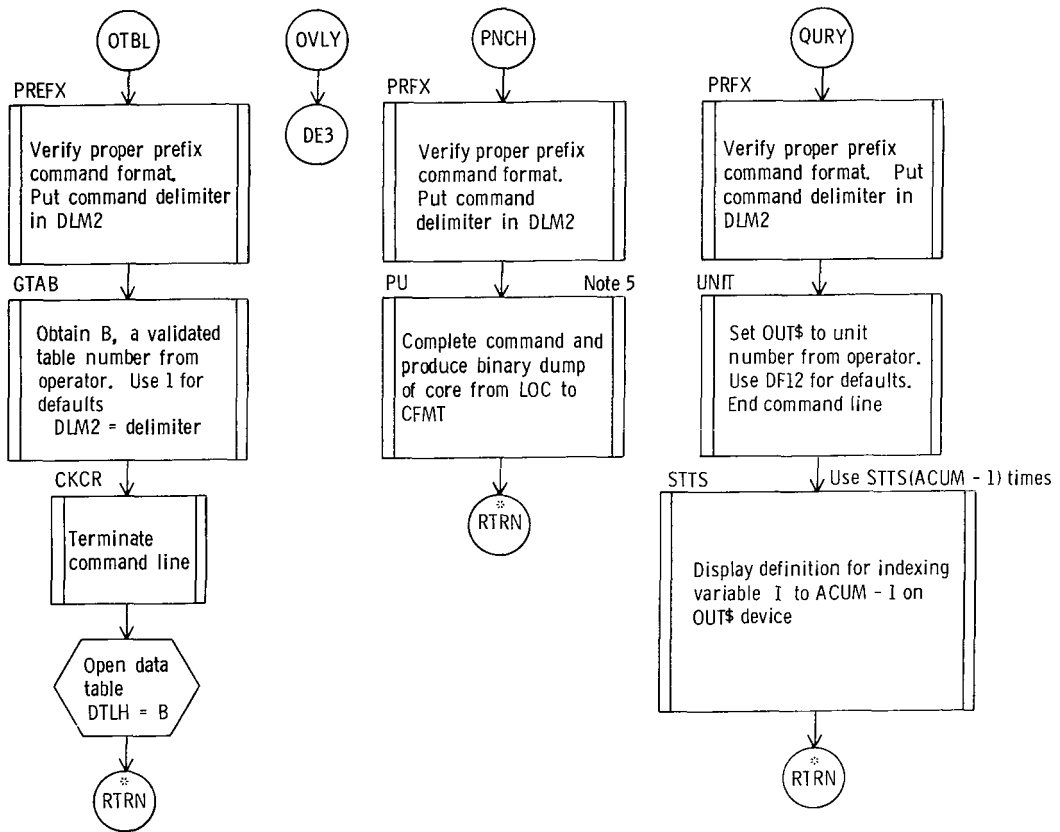 OTBL
PREFX
Verify proper prefix
command format.
Put command delimiter
in DLM2
GTAB
Obtain B, a validated
table number from
operator. Use 1 for
defaults
DLM2 = delimiter
CKCR
Terminate
command line
Open data
table
DTLH = B
*
RTRN
OVLY
DE3
PNCH
PRFX
Verify proper prefix
command format.
Put command
delimiter in DLM2
PU Note 5
Complete command and
produce binary dump
of core from LOC to
CFMT
*
RTRN
QURY
PRFX
Verify proper prefix
command format. Put
command delimiter in
DLM2
UNIT
Set OUT$ to unit
number from operator.
Use DF12 for defaults.
End command line
STTS Use STTS(ACUM - 1) times
Display definition for indexing
variable 1 to ACUM - 1 on
OUT$ device
*
RTRN